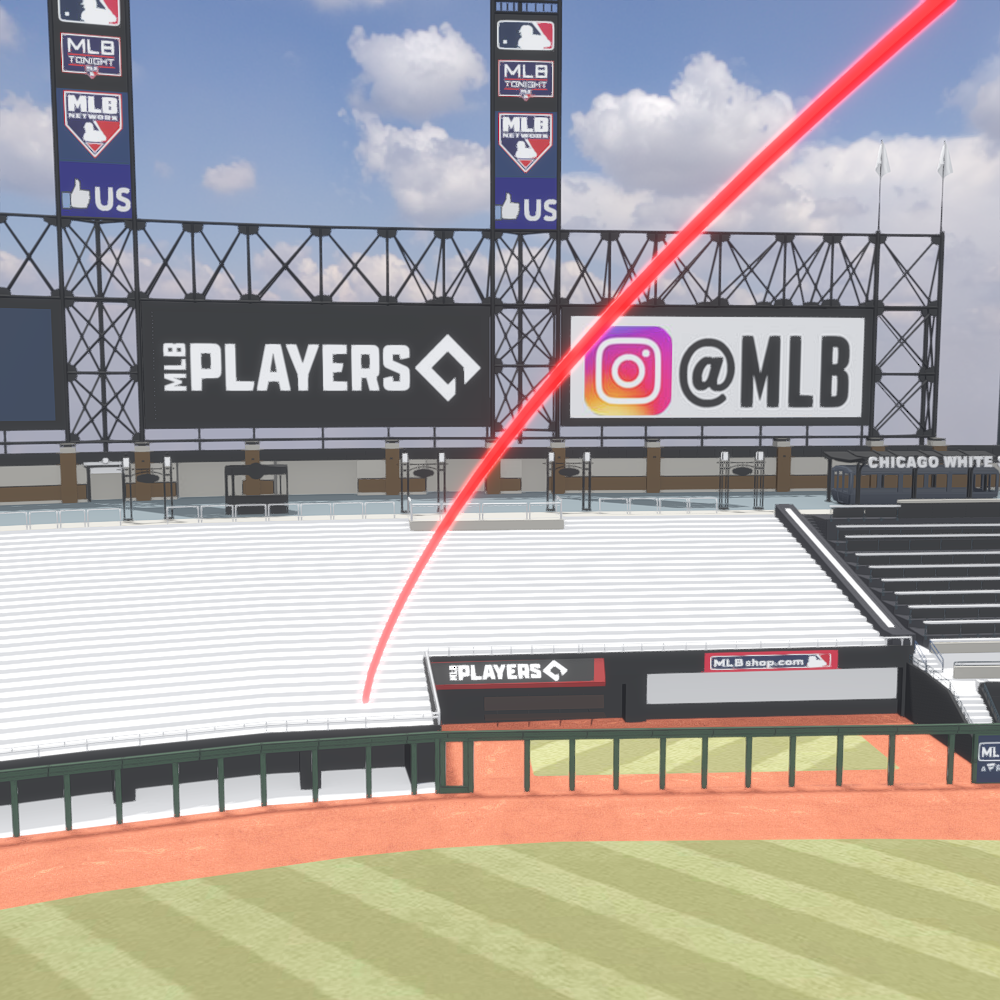 MLB
TONIGHT
MLB
NETWORK
US
MLB
TONIGHT
MLB
NETWORK
US
MLB PLAYERS
@MLB
CHICAGO WHITE
MLB PLAYERS
MLBshop.com
ML